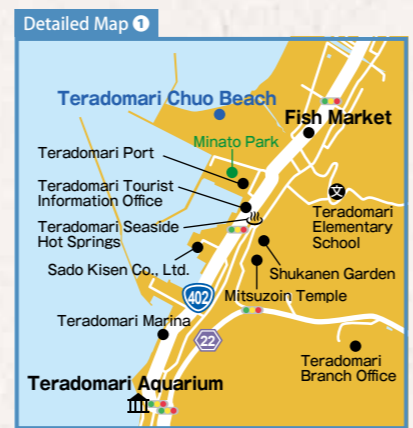 Detailed Map ❶
Teradomari Chuo Beach
Fish Market
Minato Park
Teradomari Port
Teradomari Tourist
Information Office
Teradomari Seaside
Hot Springs
文
Teradomari
Elementary
School
Sado Kisen Co., Ltd.
Shukanen Garden
Mitsuzoin Temple
402
Teradomari Marina
22
Teradomari
Branch Office
Teradomari Aquarium